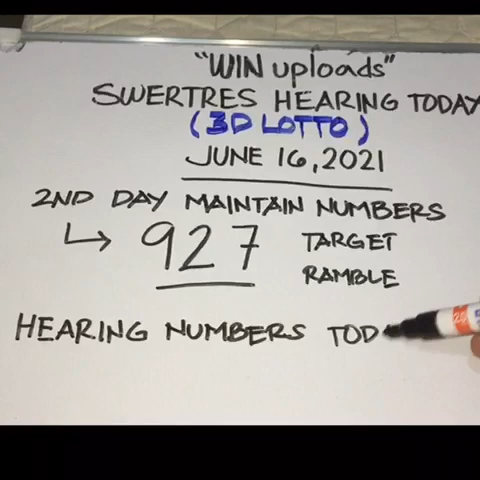 "WIN uploads"
SWERTRES HEARING TODAY
(3D LOTTO)
JUNE 16, 2021
2ND DAY MAINTAIN NUMBERS
927 TARGET
RAMBLE
HEARING NUMBERS TOD